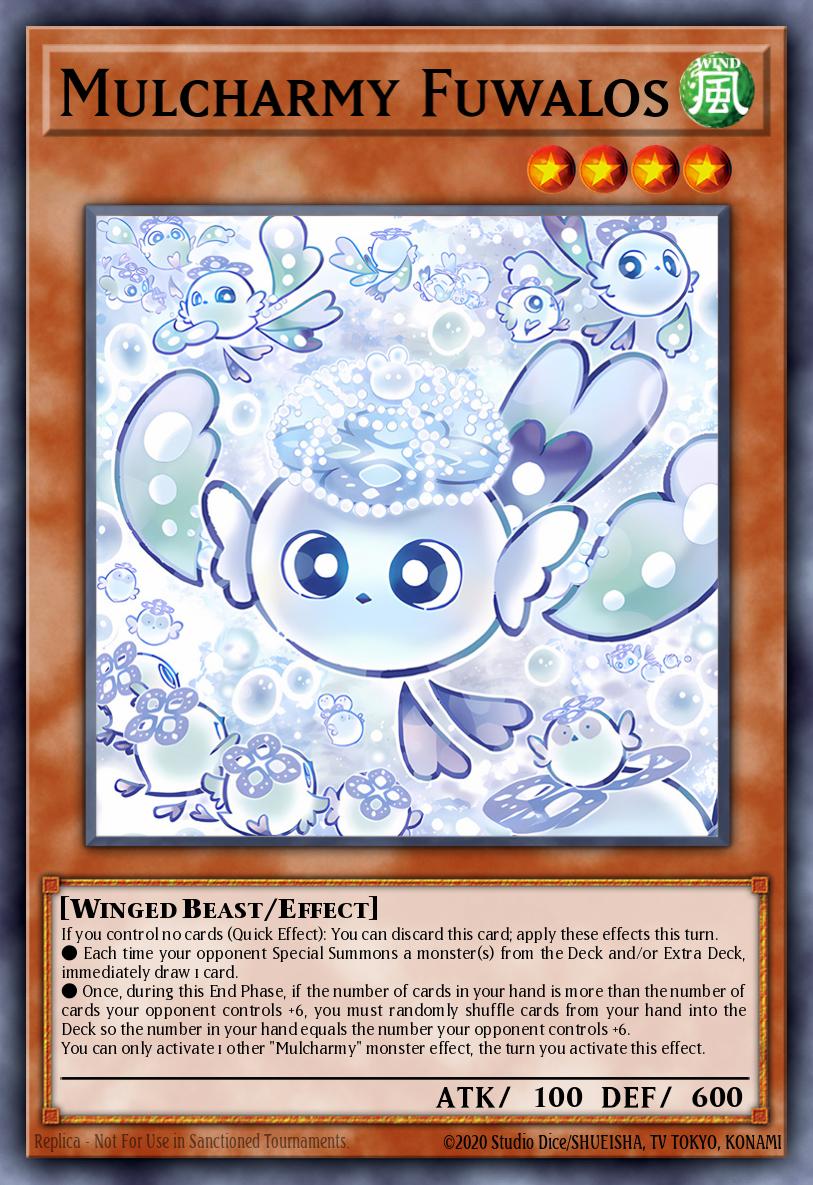 Mulcharmy Fuwalos
WIND
風
[Winged Beast/Effect]
If you control no cards (Quick Effect): You can discard this card; apply these effects this turn.
● Each time your opponent Special Summons a monster(s) from the Deck and/or Extra Deck,
immediately draw 1 card.
● Once, during this End Phase, if the number of cards in your hand is more than the number of
cards your opponent controls +6, you must randomly shuffle cards from your hand into the
Deck so the number in your hand equals the number your opponent controls +6.
You can only activate 1 other "Mulcharmy" monster effect, the turn you activate this effect.
ATK/ 100 DEF/ 600
Replica - Not For Use in Sanctioned Tournaments.
©2020 Studio Dice/SHUEISHA, TV TOKYO, KONAMI